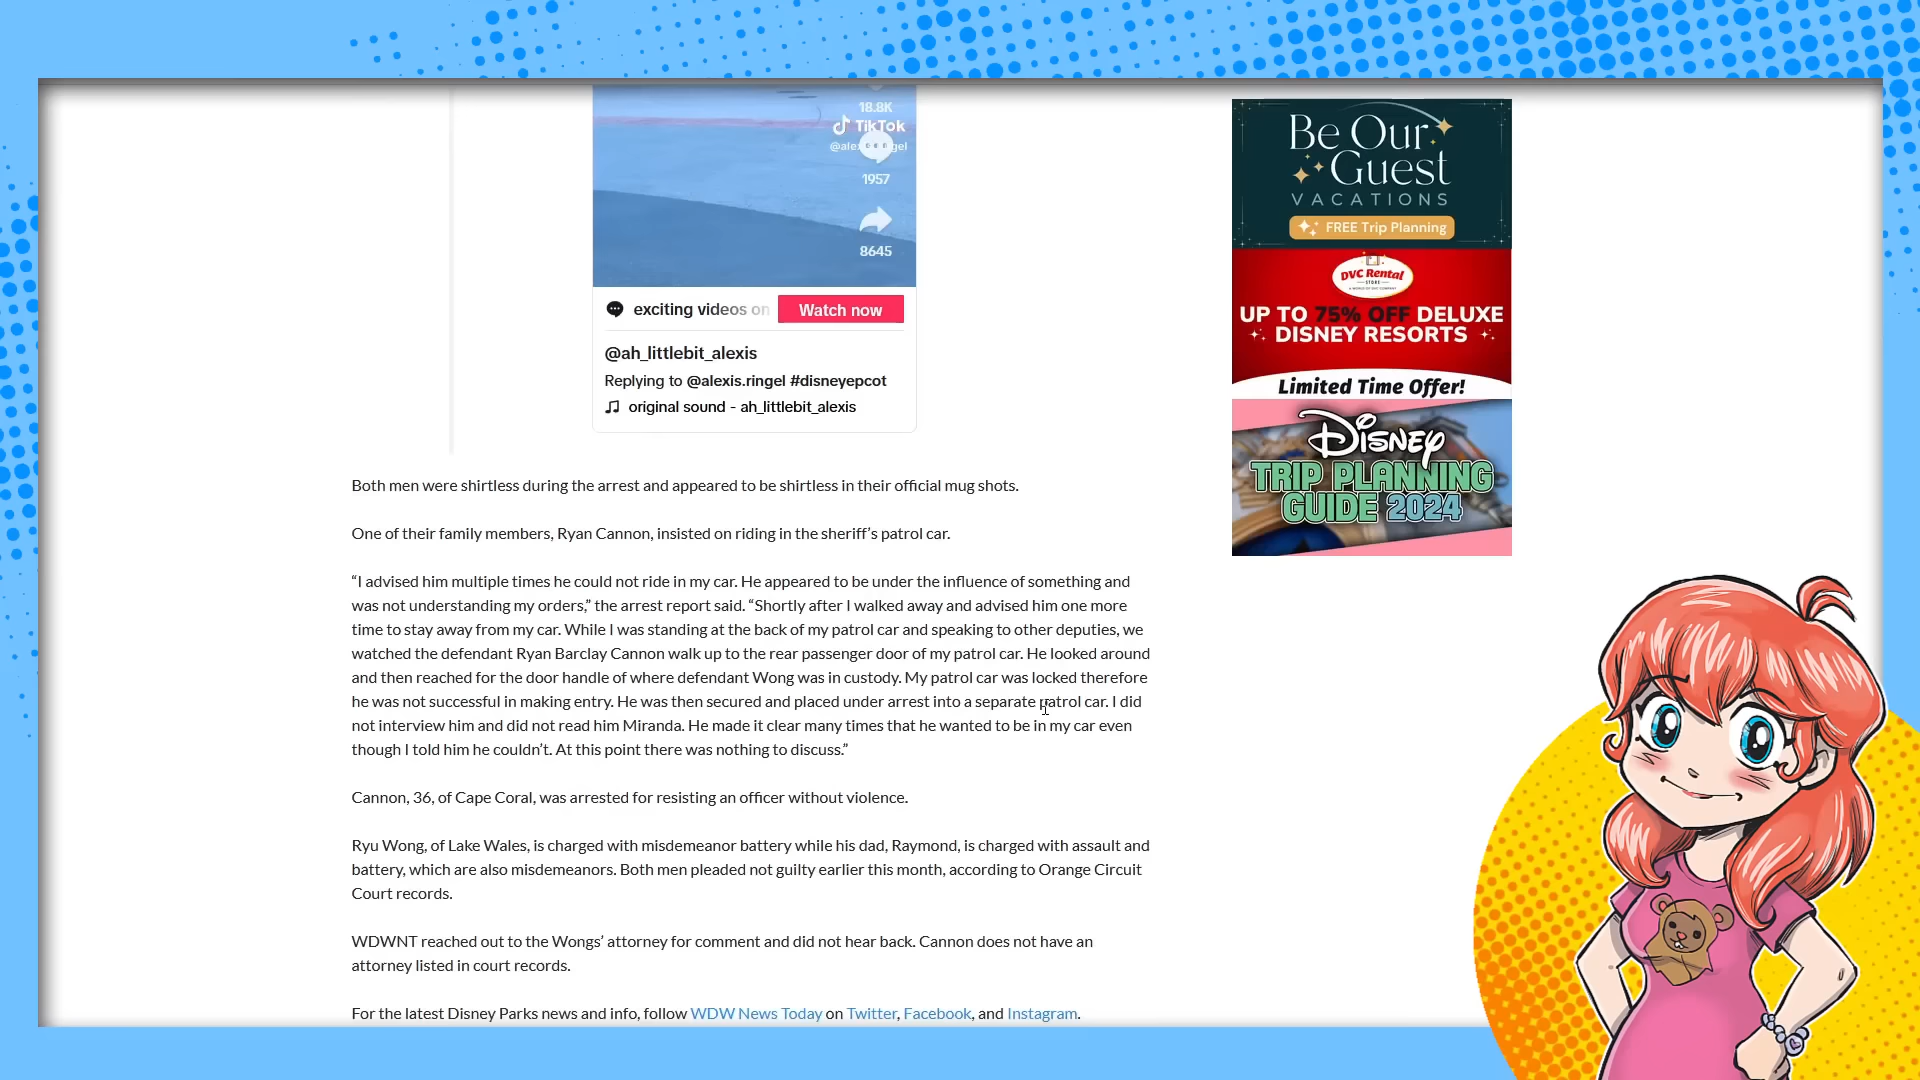 18.8K
TikTok
1957
8645
exciting videos on
Watch now
@ah_littlebit_alexis
Replying to @alexis.ringel #disneyepcot
original sound - ah_littlebit_alexis
Both men were shirtless during the arrest and appeared to be shirtless in their official mug shots.
One of their family members, Ryan Cannon, insisted on riding in the sheriff’s patrol car.
“I advised him multiple times he could not ride in my car. He appeared to be under the influence of something and
was not understanding my orders,” the arrest report said. “Shortly after I walked away and advised him one more
time to stay away from my car. While I was standing at the back of my patrol car and speaking to other deputies, we
watched the defendant Ryan Barclay Cannon walk up to the rear passenger door of my patrol car. He looked around
and then reached for the door handle of where defendant Wong was in custody. My patrol car was locked therefore
he was not successful in making entry. He was then secured and placed under arrest into a separate patrol car. I did
not interview him and did not read him Miranda. He made it clear many times that he wanted to be in my car even
though I told him he couldn’t. At this point there was nothing to discuss.”
Cannon, 36, of Cape Coral, was arrested for resisting an officer without violence.
Ryu Wong, of Lake Wales, is charged with misdemeanor battery while his dad, Raymond, is charged with assault and
battery, which are also misdemeanors. Both men pleaded not guilty earlier this month, according to Orange Circuit
Court records.
WDWNT reached out to the Wongs’ attorney for comment and did not hear back. Cannon does not have an
attorney listed in court records.
For the latest Disney Parks news and info, follow WDW News Today on Twitter, Facebook, and Instagram.
Be Our
Guest
VACATIONS
FREE Trip Planning
DVC Rental
STORE
UP TO 75% OFF DELUXE
DISNEY RESORTS
Limited Time Offer!
Disney
TRIP PLANNING
GUIDE 2024